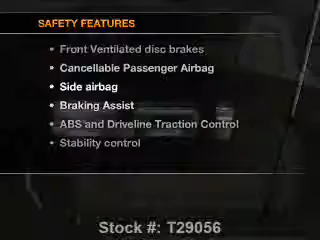 SAFETY FEATURES
• Front Ventilated disc brakes
• Cancellable Passenger Airbag
• Side airbag
• Braking Assist
• ABS and Driveline Traction Control
• Stability control
Stock #: T29056